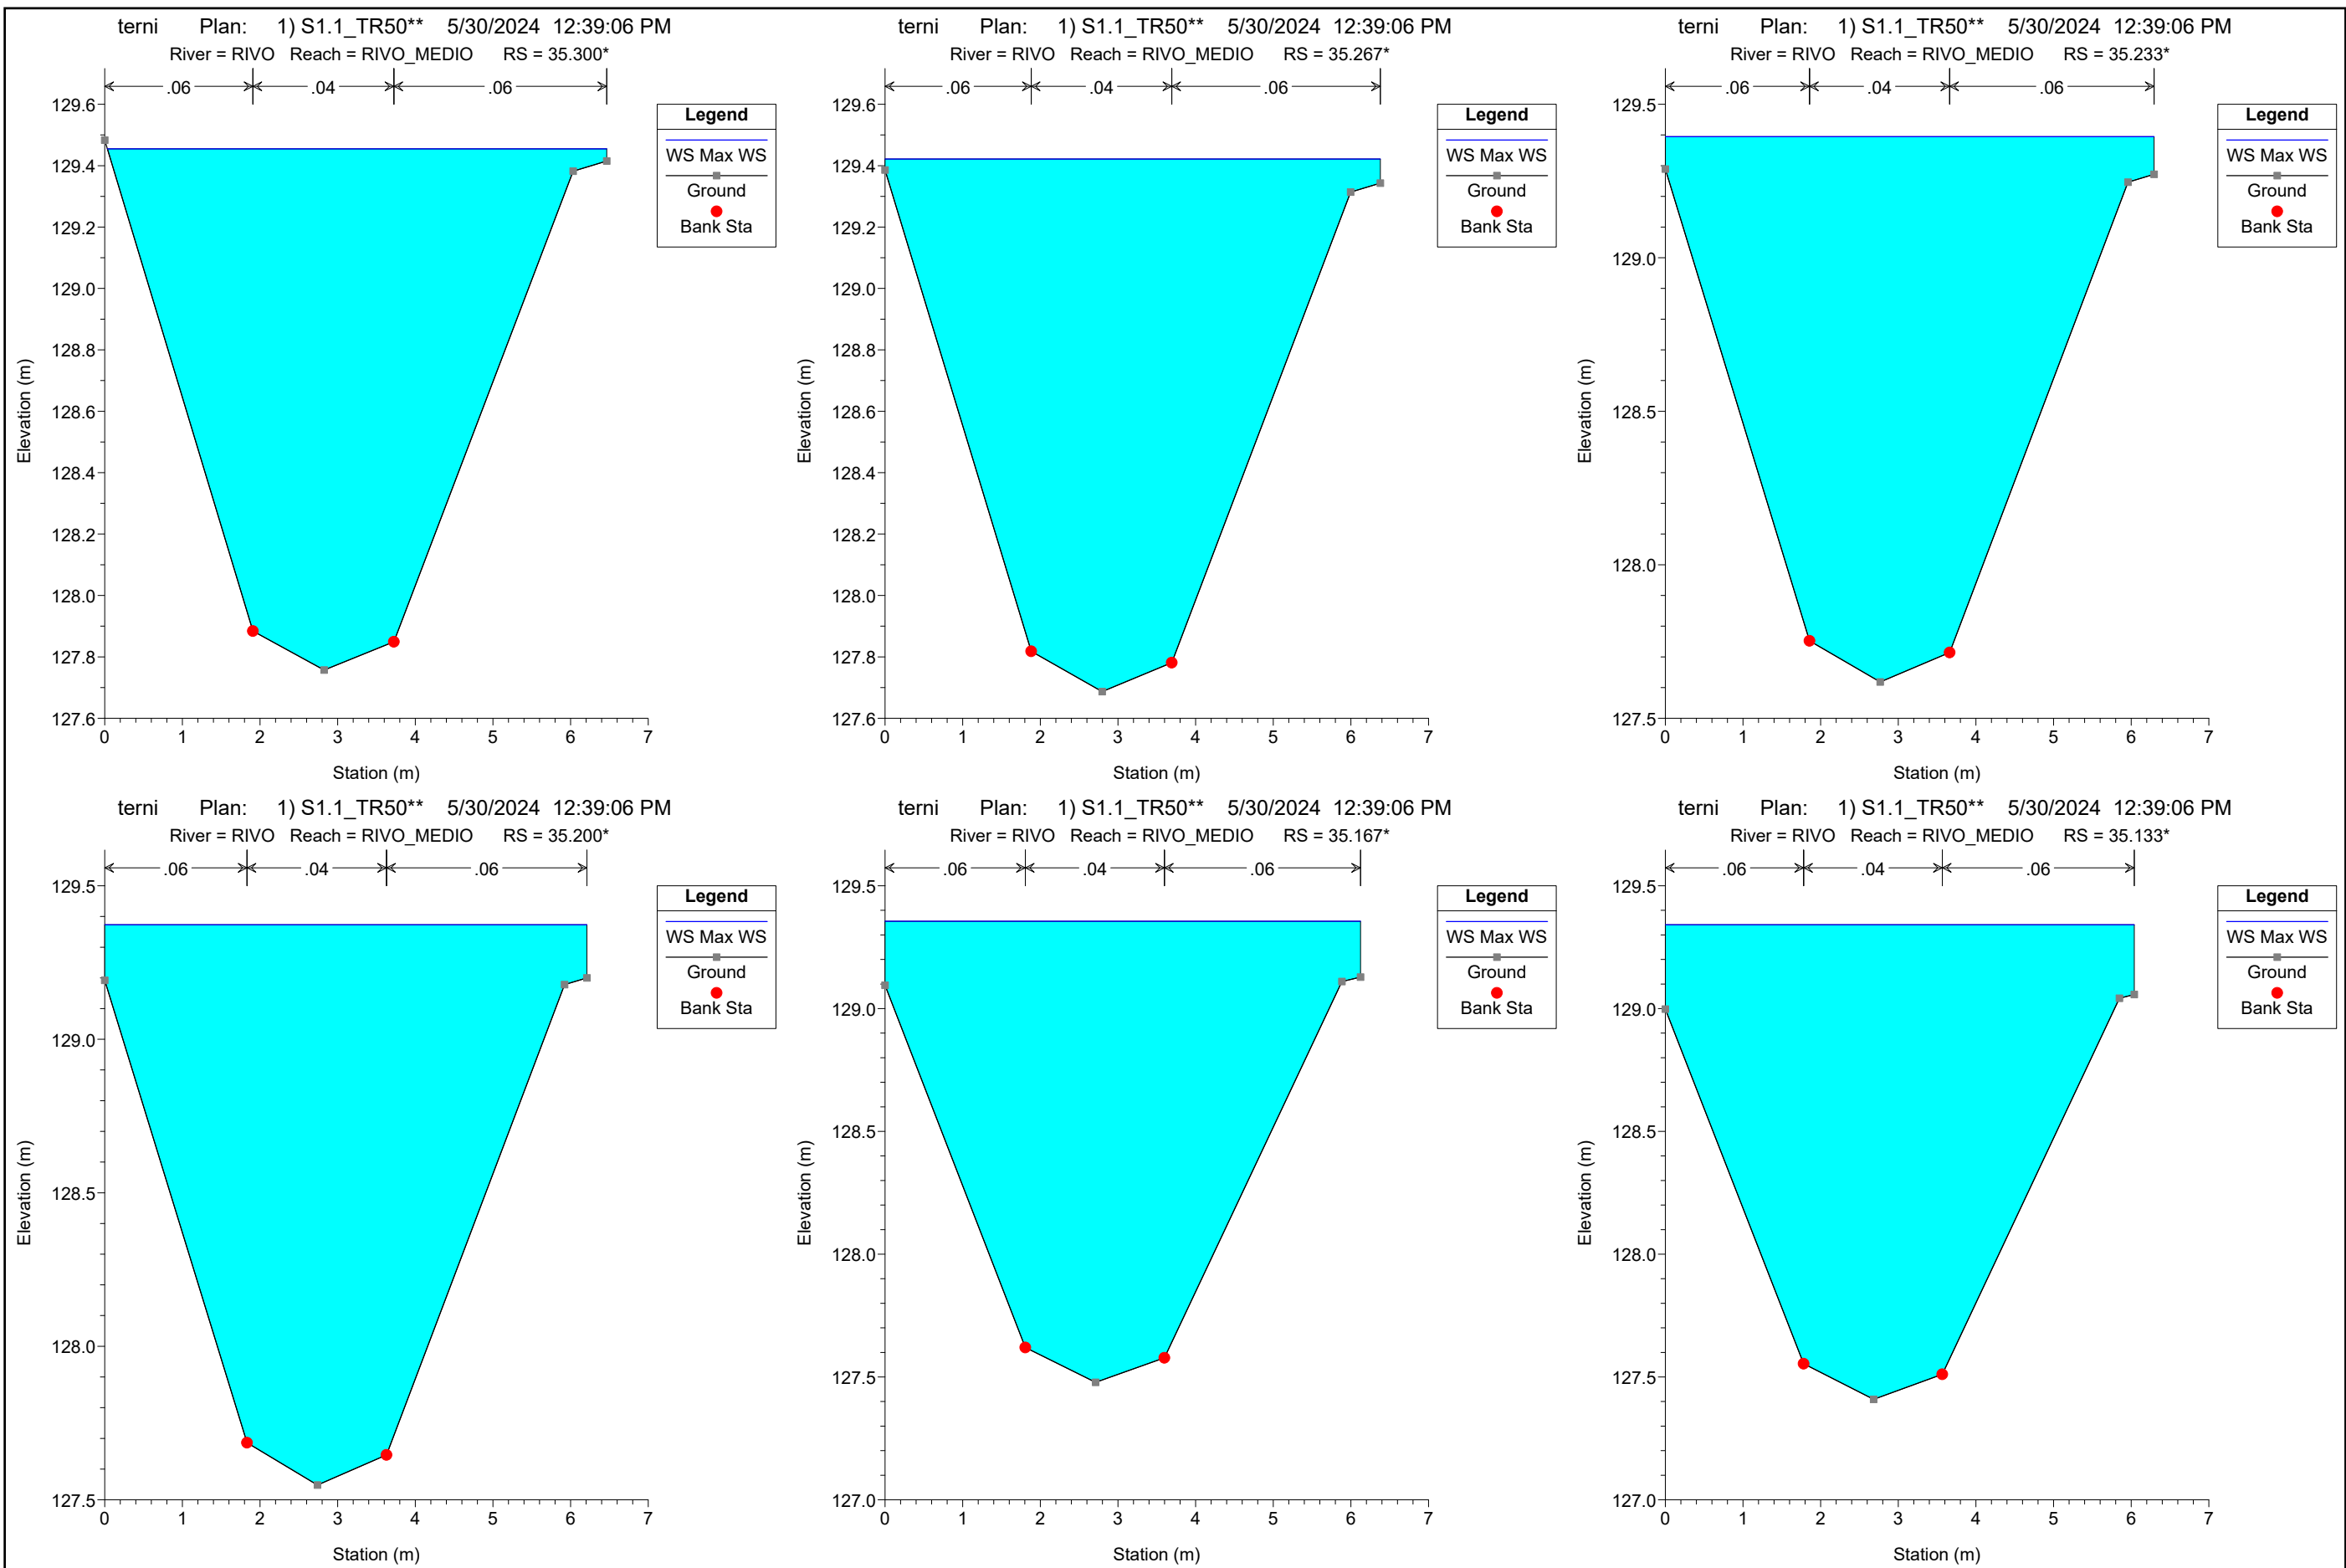 terni Plan: 1) S1.1_TR50** 5/30/2024 12:39:06 PM
River = RIVO Reach = RIVO_MEDIO RS = 35.300*
.06 .04 .06
129.6
129.4
129.2
129.0
128.8
128.6
128.4
128.2
128.0
127.8
127.6
Elevation (m)
0 1 2 3 4 5 6 7
Station (m)
Legend
WS Max WS
Ground
Bank Sta
terni Plan: 1) S1.1_TR50** 5/30/2024 12:39:06 PM
River = RIVO Reach = RIVO_MEDIO RS = 35.267*
.06 .04 .06
129.6
129.4
129.2
129.0
128.8
128.6
128.4
128.2
128.0
127.8
127.6
Elevation (m)
0 1 2 3 4 5 6 7
Station (m)
Legend
WS Max WS
Ground
Bank Sta
terni Plan: 1) S1.1_TR50** 5/30/2024 12:39:06 PM
River = RIVO Reach = RIVO_MEDIO RS = 35.233*
.06 .04 .06
129.5
129.0
128.5
128.0
127.5
Elevation (m)
0 1 2 3 4 5 6 7
Station (m)
Legend
WS Max WS
Ground
Bank Sta
terni Plan: 1) S1.1_TR50** 5/30/2024 12:39:06 PM
River = RIVO Reach = RIVO_MEDIO RS = 35.200*
.06 .04 .06
129.5
129.0
128.5
128.0
127.5
Elevation (m)
0 1 2 3 4 5 6 7
Station (m)
Legend
WS Max WS
Ground
Bank Sta
terni Plan: 1) S1.1_TR50** 5/30/2024 12:39:06 PM
River = RIVO Reach = RIVO_MEDIO RS = 35.167*
.06 .04 .06
129.5
129.0
128.5
128.0
127.5
127.0
Elevation (m)
0 1 2 3 4 5 6 7
Station (m)
Legend
WS Max WS
Ground
Bank Sta
terni Plan: 1) S1.1_TR50** 5/30/2024 12:39:06 PM
River = RIVO Reach = RIVO_MEDIO RS = 35.133*
.06 .04 .06
129.5
129.0
128.5
128.0
127.5
127.0
Elevation (m)
0 1 2 3 4 5 6 7
Station (m)
Legend
WS Max WS
Ground
Bank Sta